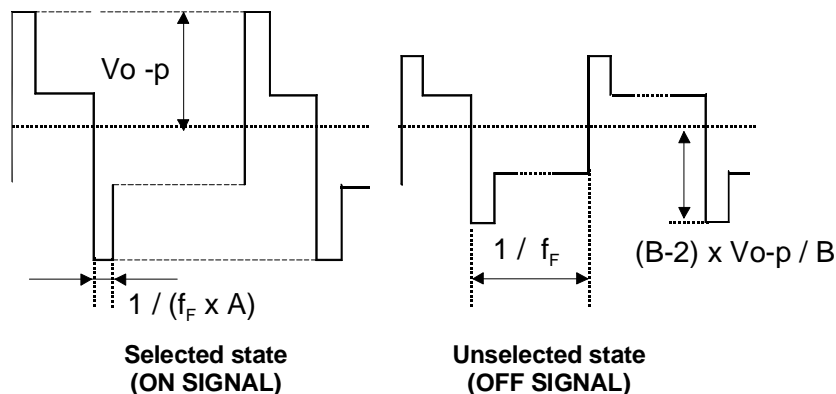 Vo -p
1 / (fF x A)
Selected state
(ON SIGNAL)
1 / fF
(B-2) x Vo-p / B
Unselected state
(OFF SIGNAL)